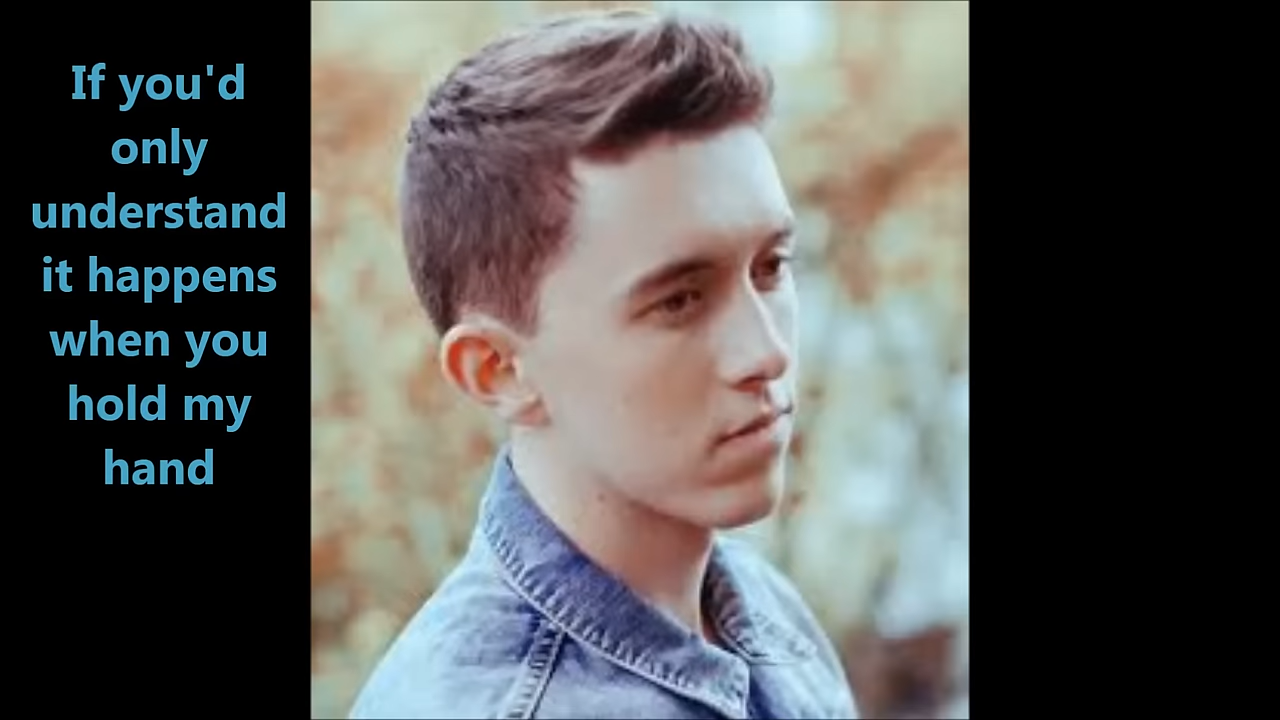 If you'd
only
understand
it happens
when you
hold my
hand